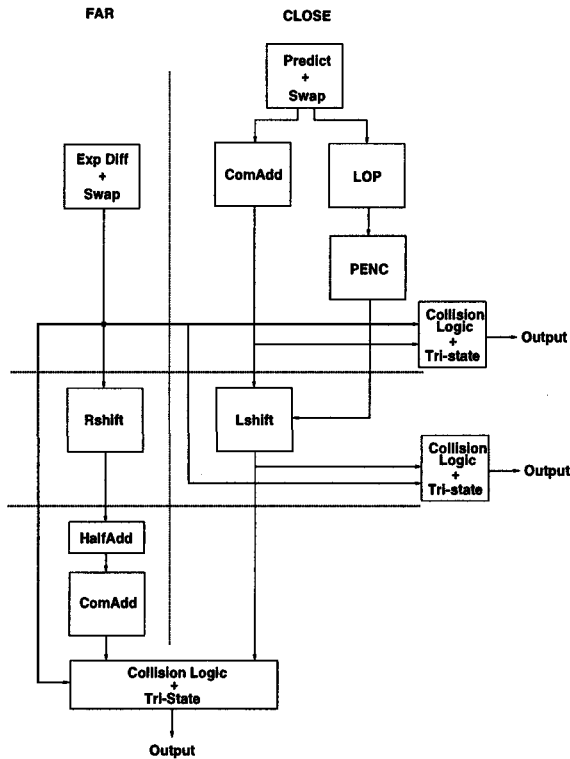 FAR
CLOSE
Predict
+
Swap
Exp Diff
+
Swap
ComAdd
LOP
PENC
Collision
Logic
+
Tri-state
Output
Rshift
Lshift
Collision
Logic
+
Tri-state
Output
HalfAdd
ComAdd
Collision Logic
+
Tri-State
Output